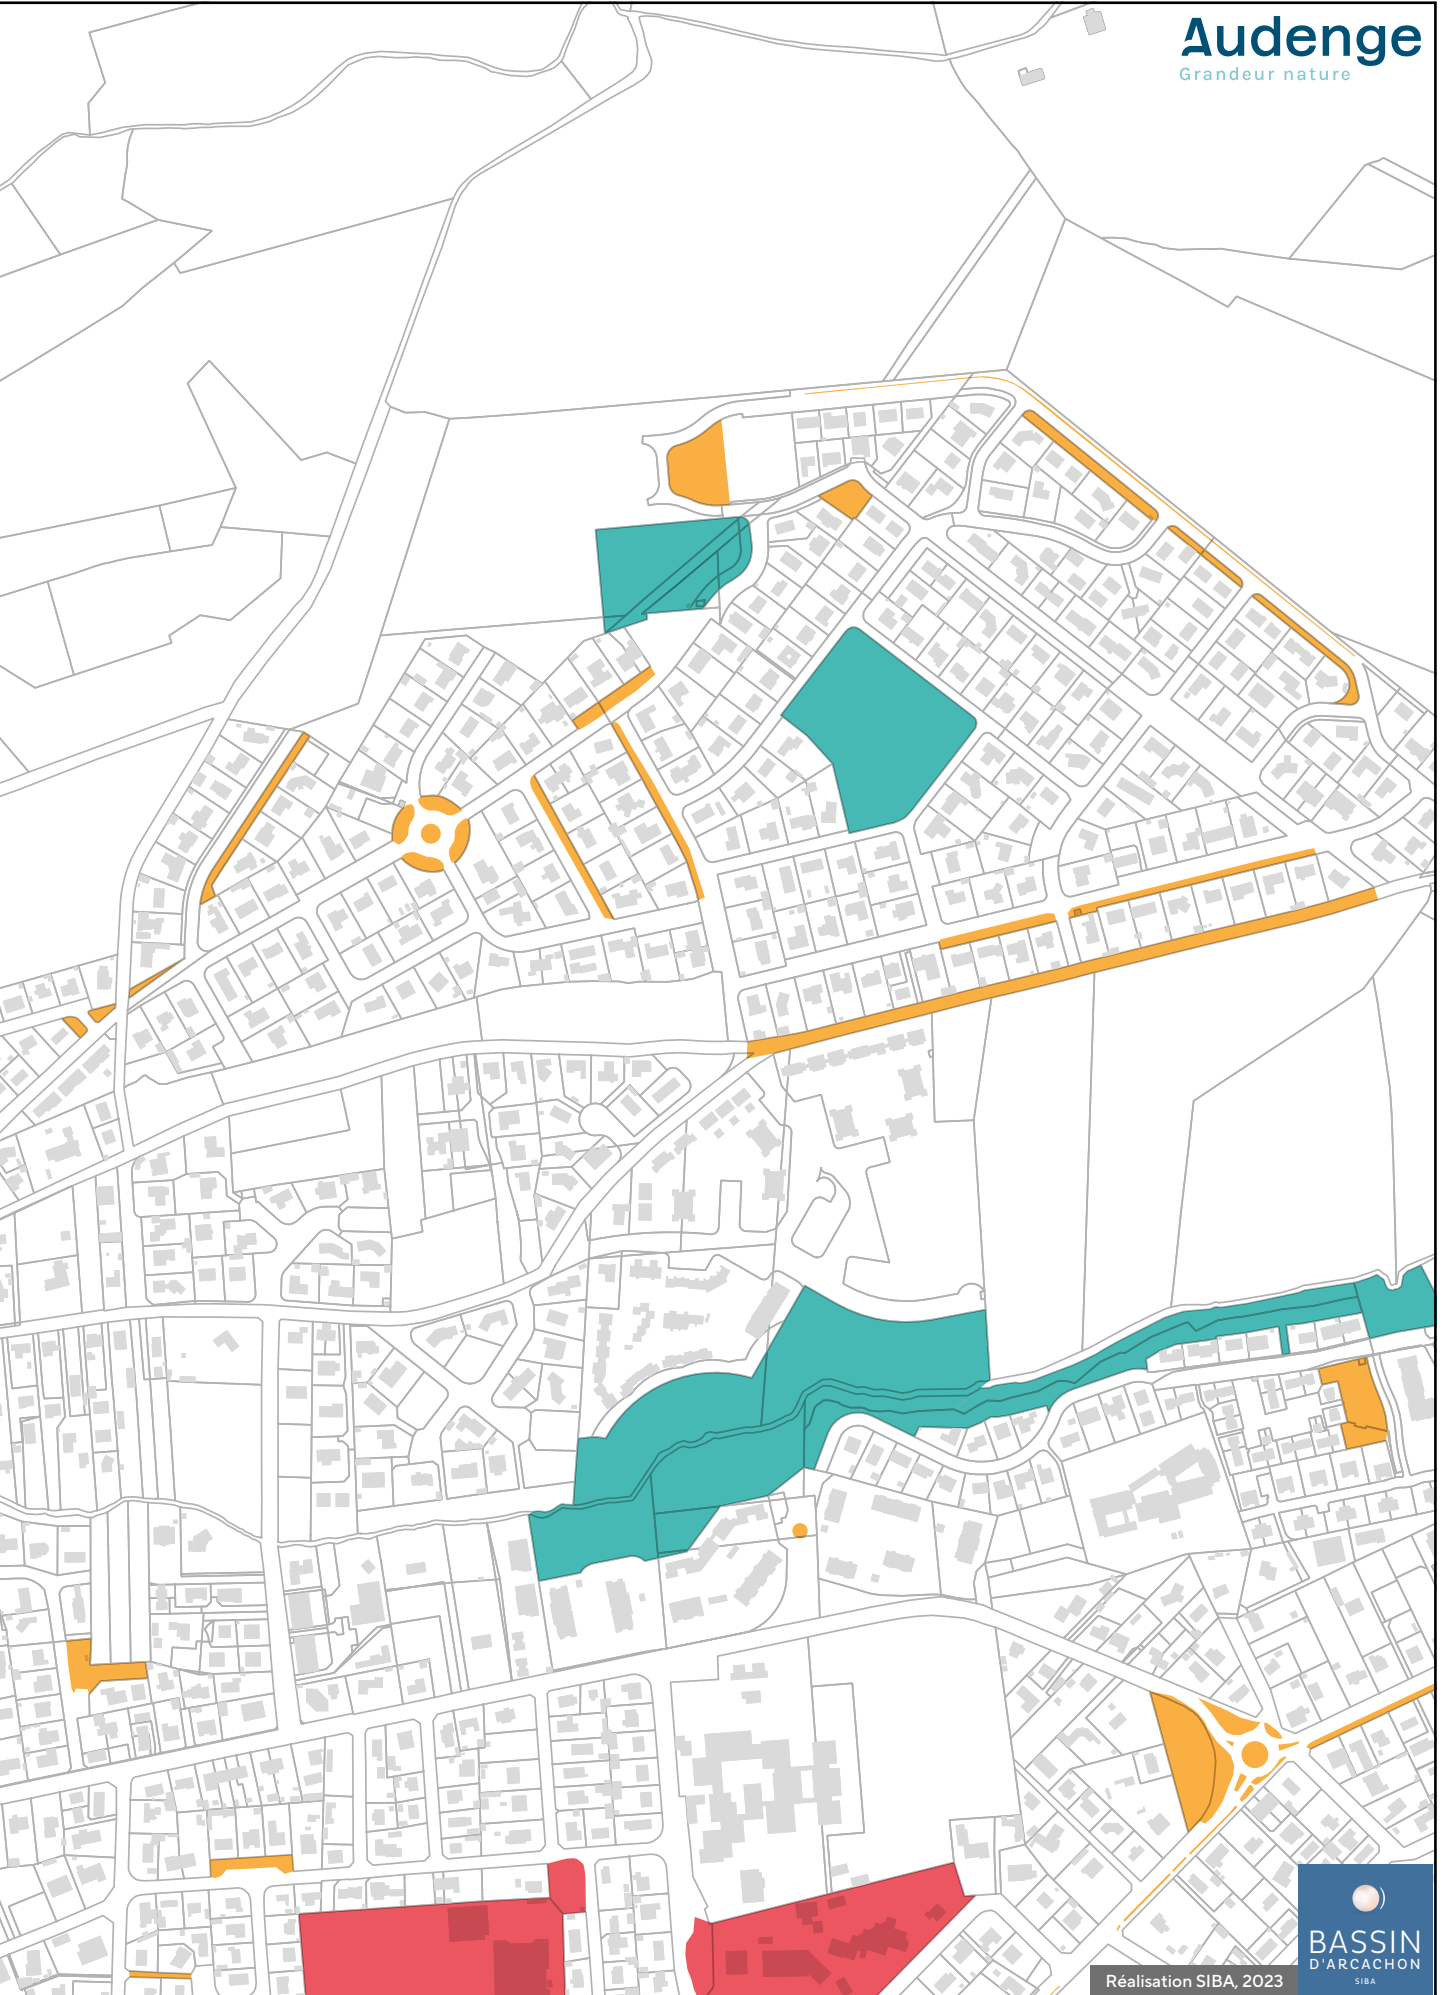 Audenge
Grandeur nature
BASSIN
D'ARCACHON
SIBA
Réalisation SIBA, 2023